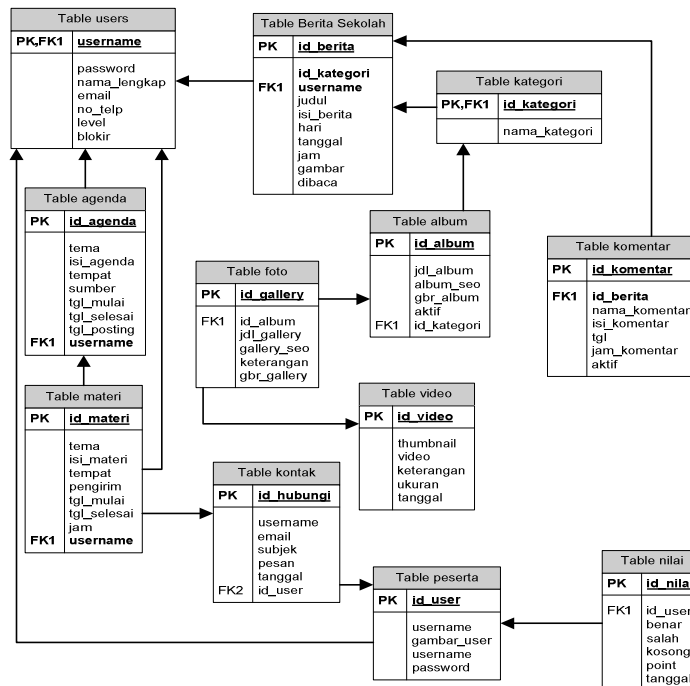 Table users
PK,FK1 username
password
nama_lengkap
email
no_telp
level
blokir
Table Berita Sekolah
PK id_berita
id_kategori
FK1 username
judul
isi_berita
hari
tanggal
jam
gambar
dibaca
Table kategori
PK,FK1 id_kategori
nama_kategori
Table agenda
PK id_agenda
tema
isi_agenda
tempat
sumber
tgl_mulai
tgl_selesai
tgl_posting
FK1 username
Table foto
PK id_gallery
FK1 id_album
jdl_gallery
gallery_seo
keterangan
gbr_gallery
Table album
PK id_album
jdl_album
album_seo
gbr_album
aktif
FK1 id_kategori
Table komentar
PK id_komentar
FK1 id_berita
nama_komentar
isi_komentar
tgl
jam_komentar
aktif
Table materi
PK id_materi
tema
isi_materi
tempat
pengirim
tgl_mulai
tgl_selesai
jam
FK1 username
Table video
PK id_video
thumbnail
video
keterangan
ukuran
tanggal
Table kontak
PK id_hubungi
username
email
subjek
pesan
tanggal
FK2 id_user
Table peserta
PK id_user
username
gambar_user
username
password
Table nilai
PK id_nila
FK1 id_user
benar
salah
kosong
point
tanggal